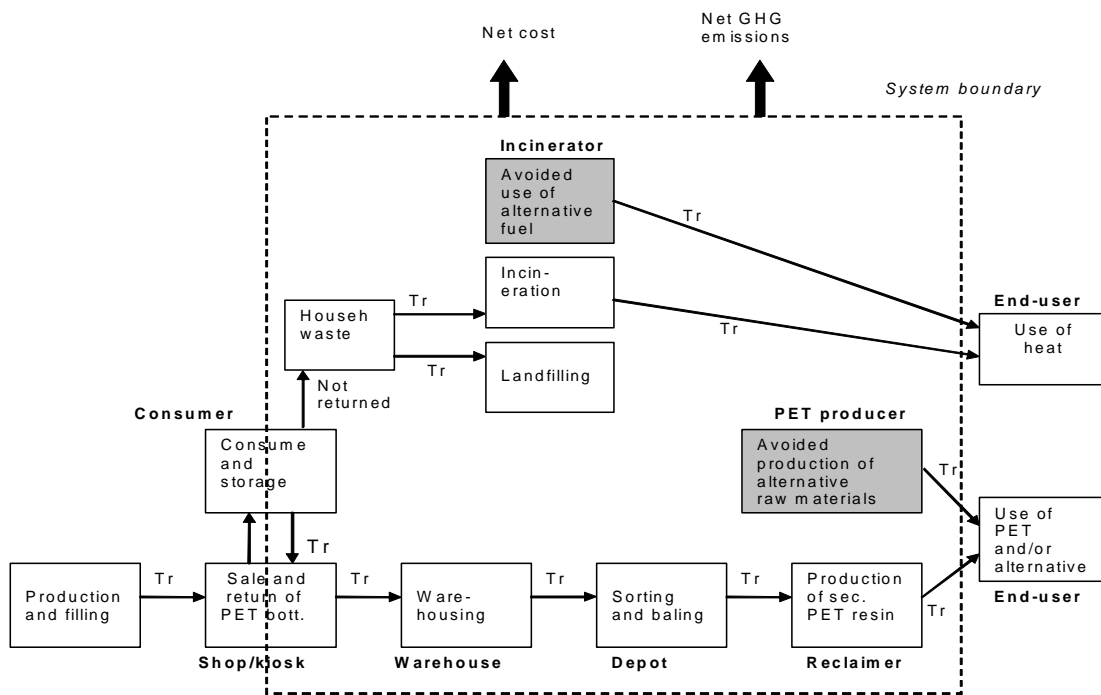 Net cost
Net GHG
emissions
System boundary
Incinerator
Avoided
use of
alternative
fuel
Tr
Incin-
eration
Tr
End-user
Use of
heat
Househ
waste
Tr
Tr
Landfilling
Not
returned
Consumer
Consume
and
storage
PET producer
Avoided
production of
alternative
raw materials
Tr
Use of
PET
and/or
alternative
End-user
Tr
Production
and filling
Tr
Sale and
return of
PET bott.
Shop/kiosk
Tr
Ware-
housing
Warehouse
Tr
Sorting
and baling
Depot
Tr
Production
of sec.
PET resin
Reclaimer
Tr